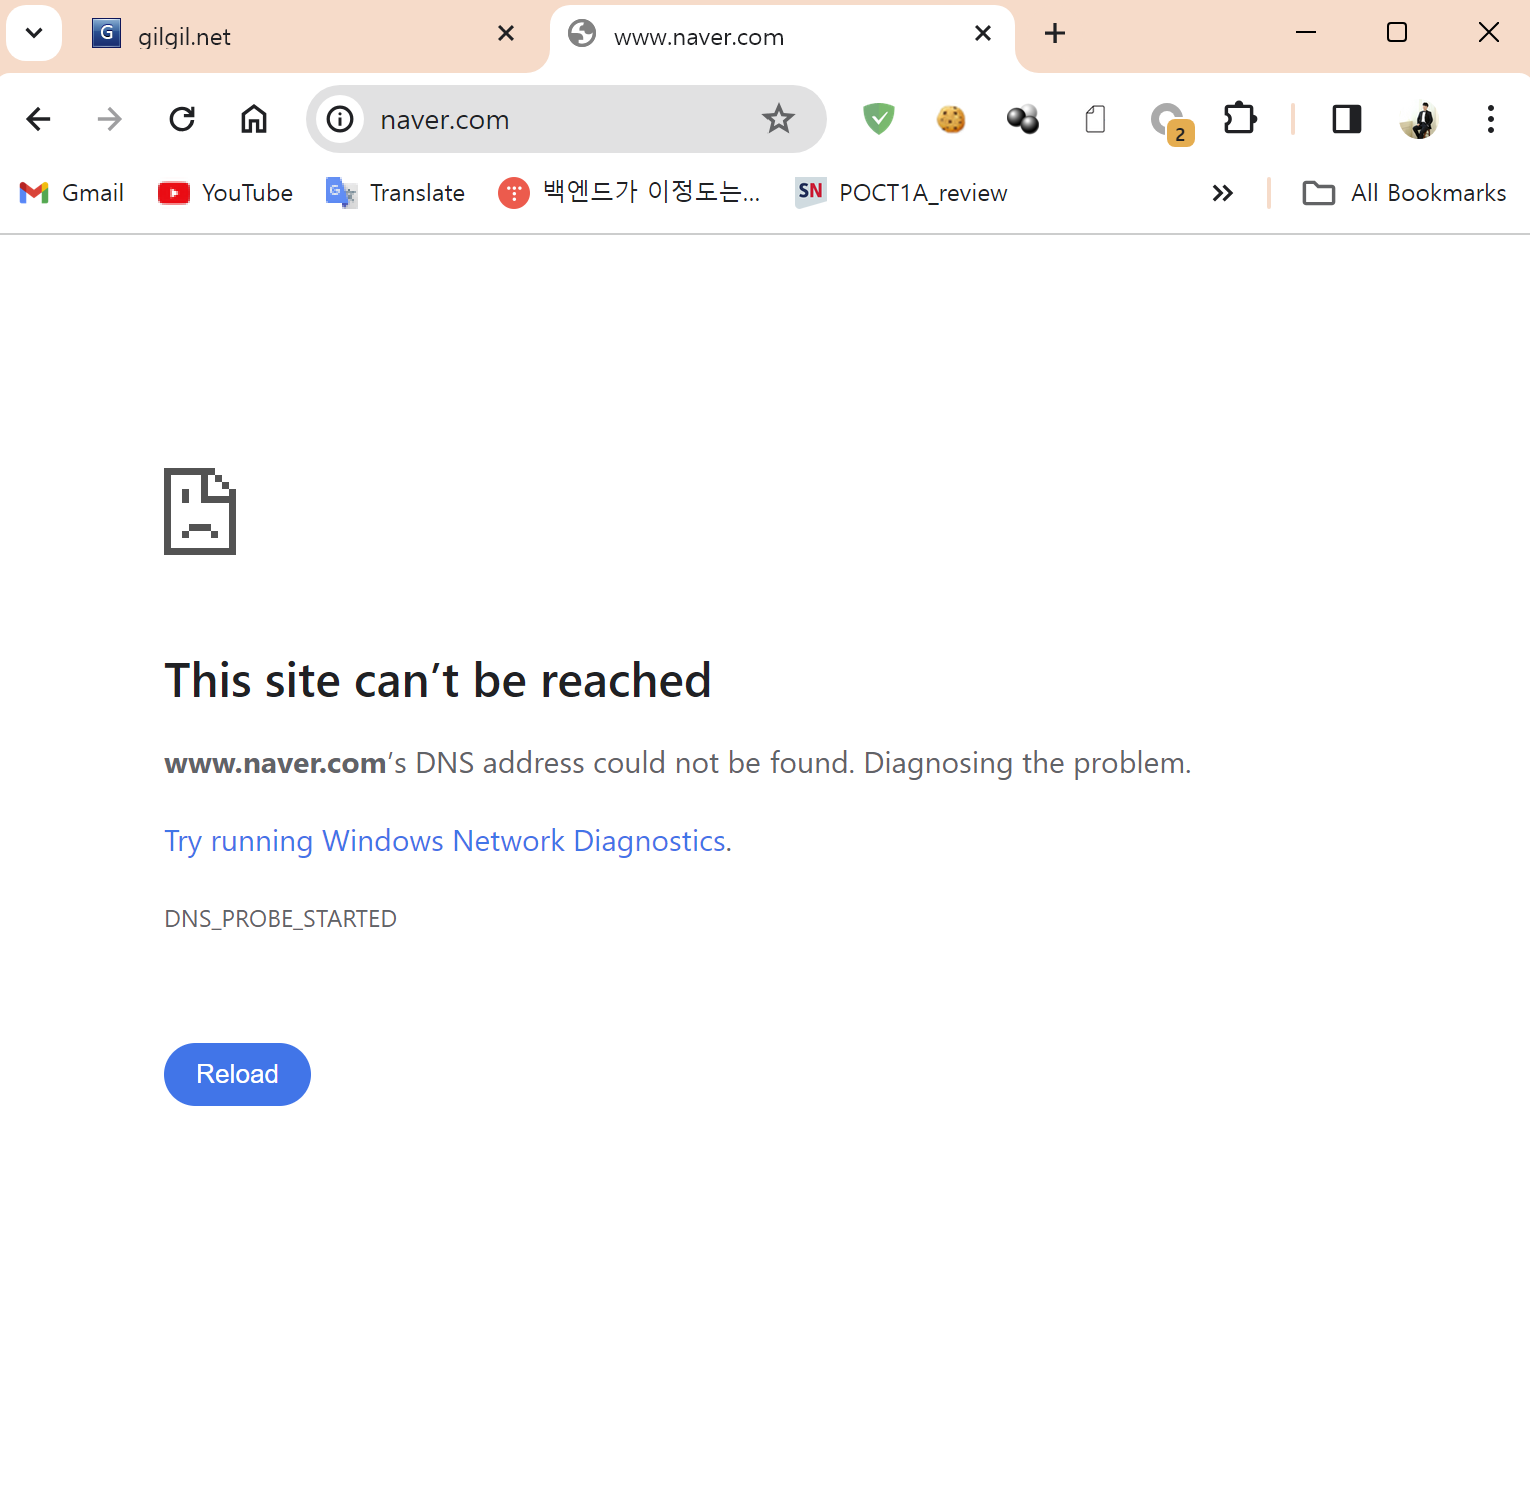 G gilgil.net www.naver.com
naver.com 2
Gmail YouTube G Translate 백엔드가 이정도는... SN POCT1A_review All Bookmarks
This site can’t be reached
www.naver.com’s DNS address could not be found. Diagnosing the problem.
Try running Windows Network Diagnostics.
DNS_PROBE_STARTED
Reload